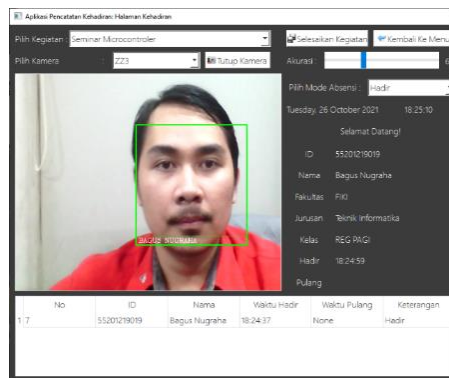 Aplikasi Pencatatan Kehadiran: Halaman Kehadiran
Pilih Kegiatan : Seminar Microcontroler
Selesaikan Kegiatan
Kembali Ke Menu
Pilih Kamera : ZZ3
Tutup Kamera
Akurasi :
6
Pilih Mode Absensi : Hadir
Tuesday, 26 October 2021 18:25:10
Selamat Datang!
ID 55201219019
Nama Bagus Nugraha
Fakultas FIKI
Jurusan Teknik Informatika
Kelas REG PAGI
Hadir 18:24:59
Pulang
BAGUS NUGRAHA
No ID Nama Waktu Hadir Waktu Pulang Keterangan
1 7 55201219019 Bagus Nugraha 18:24:37 None Hadir